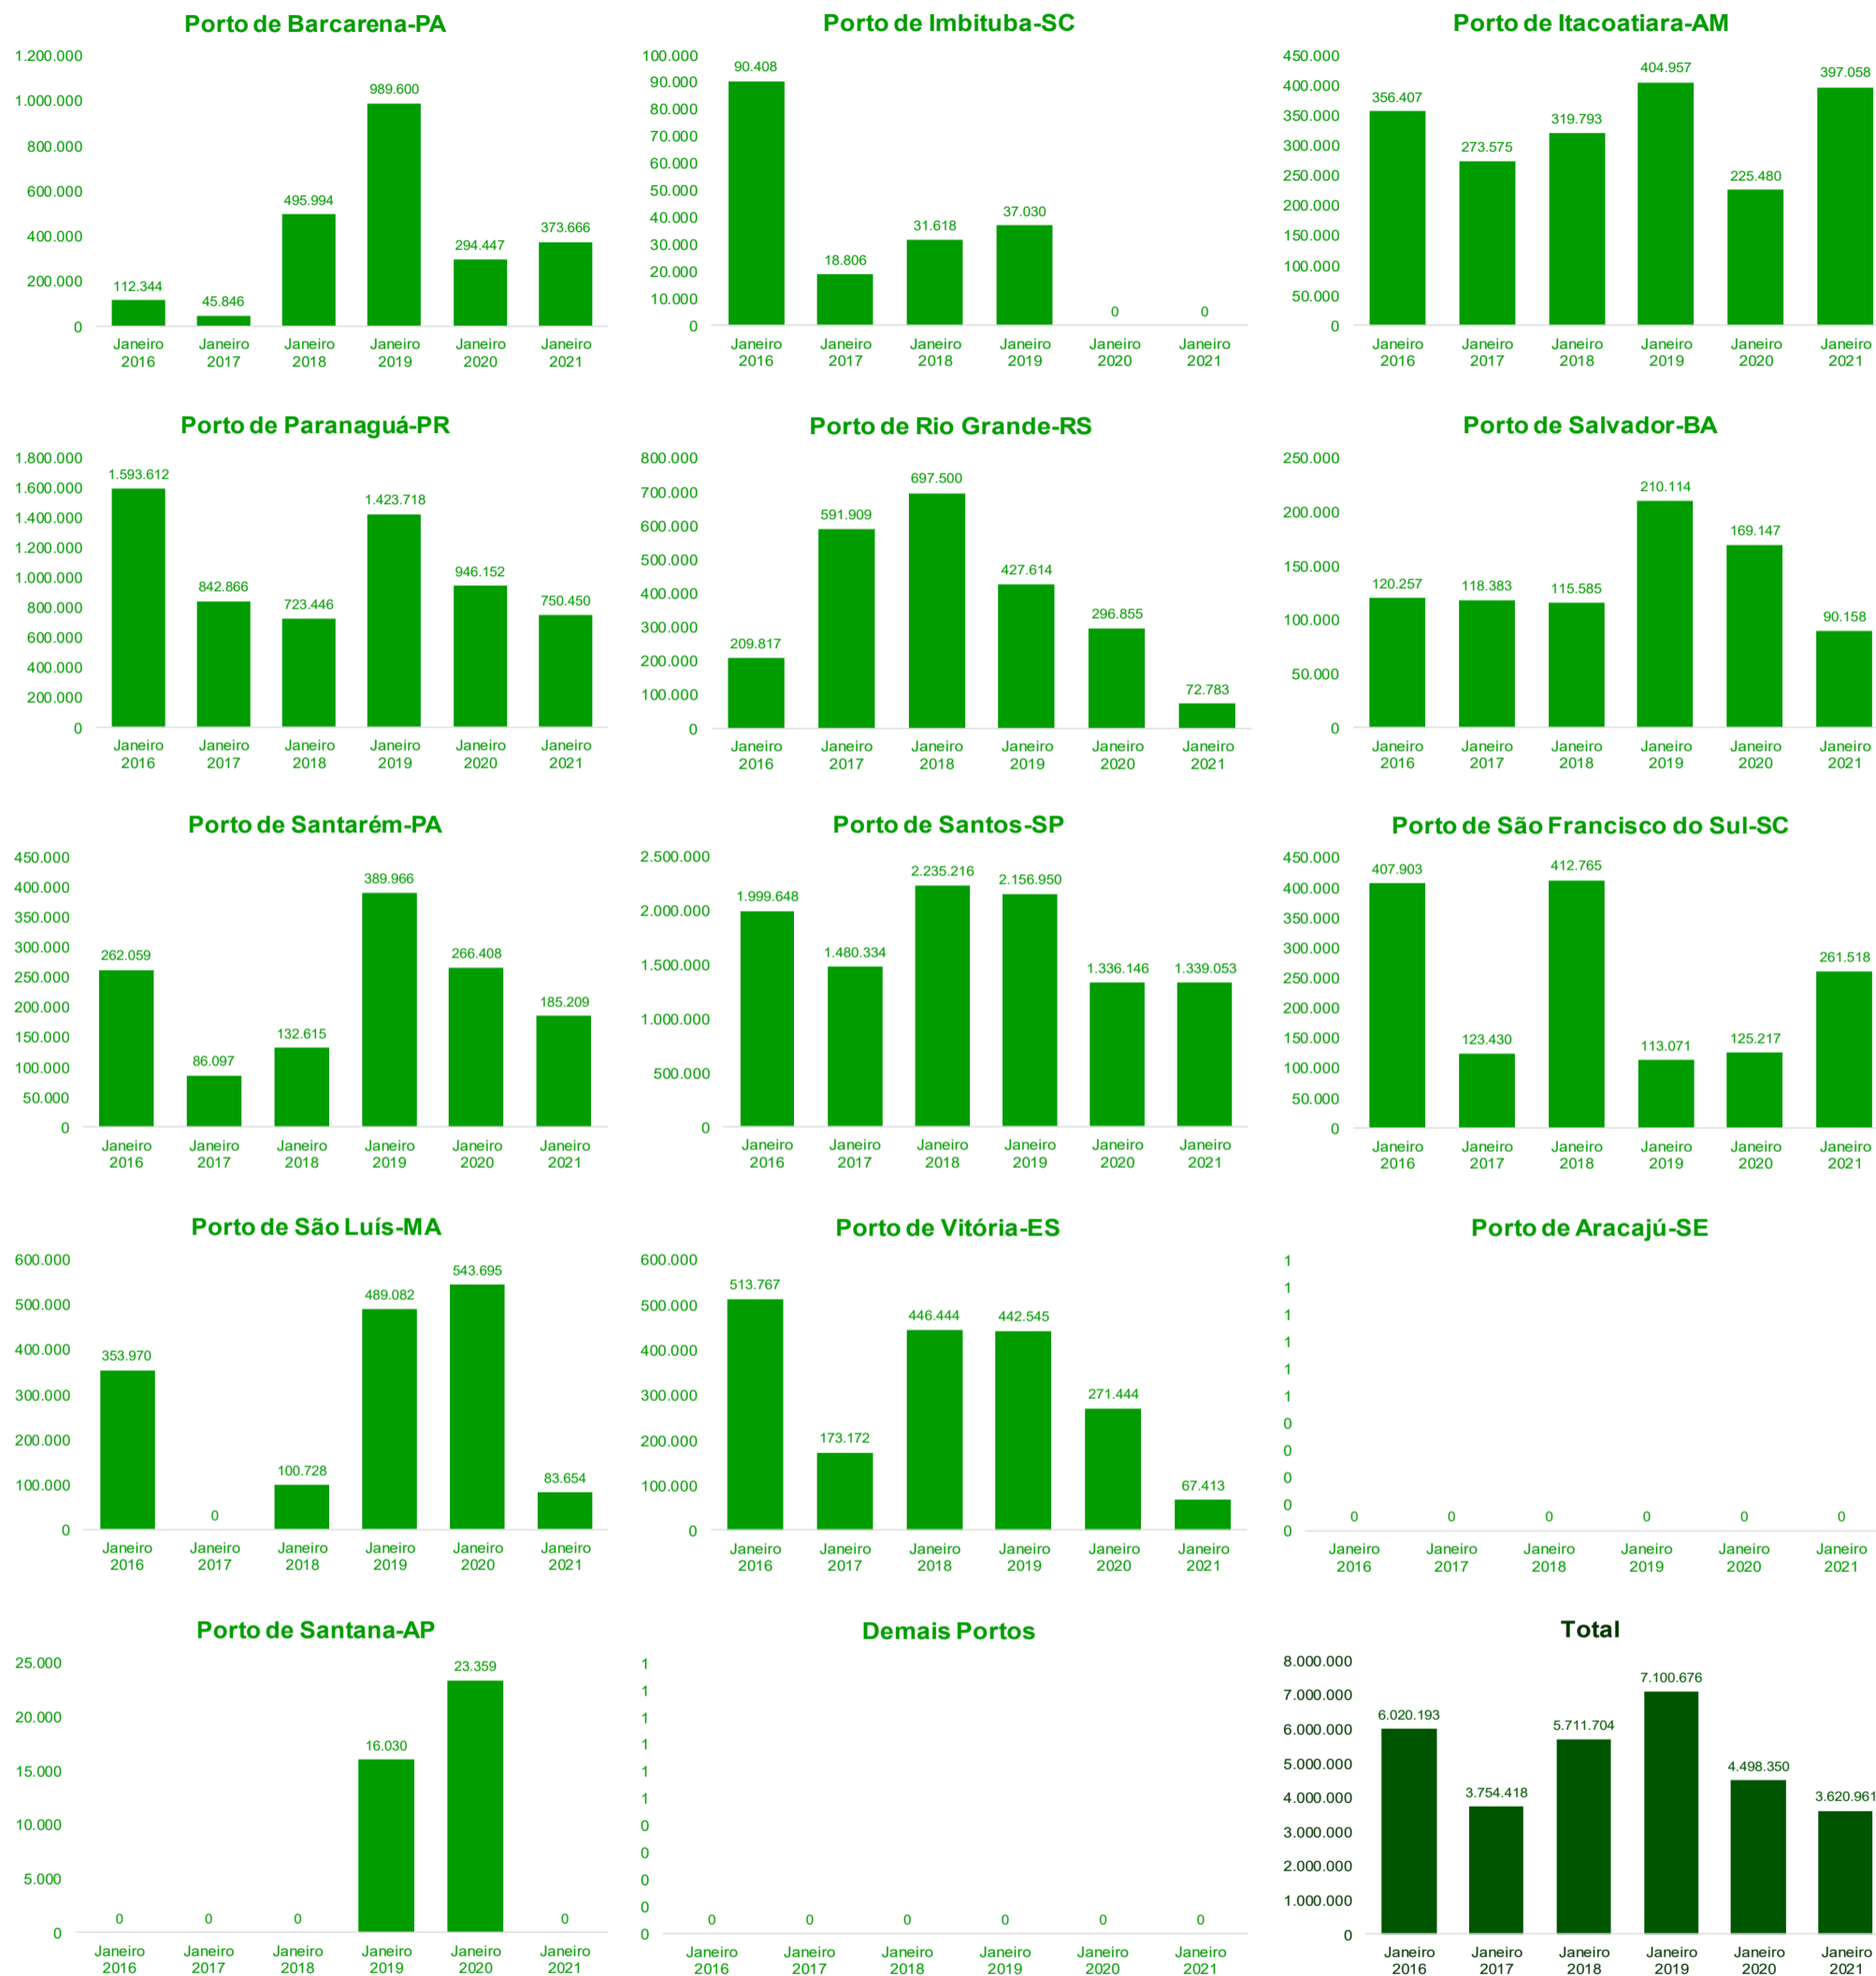 Porto de Barcarena-PA
1.200.000
1.000.000
800.000
600.000
400.000
200.000
0
112.344
45.846
495.994
989.600
294.447
373.666
Janeiro 2016
Janeiro 2017
Janeiro 2018
Janeiro 2019
Janeiro 2020
Janeiro 2021
Porto de Imbituba-SC
100.000
90.000
80.000
70.000
60.000
50.000
40.000
30.000
20.000
10.000
0
90.408
18.806
31.618
37.030
0
0
Janeiro 2016
Janeiro 2017
Janeiro 2018
Janeiro 2019
Janeiro 2020
Janeiro 2021
Porto de Itacoatiara-AM
450.000
400.000
350.000
300.000
250.000
200.000
150.000
100.000
50.000
0
356.407
273.575
319.793
404.957
225.480
397.058
Janeiro 2016
Janeiro 2017
Janeiro 2018
Janeiro 2019
Janeiro 2020
Janeiro 2021
Porto de Paranaguá-PR
1.800.000
1.600.000
1.400.000
1.200.000
1.000.000
800.000
600.000
400.000
200.000
0
1.593.612
842.866
723.446
1.423.718
946.152
750.450
Janeiro 2016
Janeiro 2017
Janeiro 2018
Janeiro 2019
Janeiro 2020
Janeiro 2021
Porto de Rio Grande-RS
800.000
700.000
600.000
500.000
400.000
300.000
200.000
100.000
0
209.817
591.909
697.500
427.614
296.855
72.783
Janeiro 2016
Janeiro 2017
Janeiro 2018
Janeiro 2019
Janeiro 2020
Janeiro 2021
Porto de Salvador-BA
250.000
200.000
150.000
100.000
50.000
0
120.257
118.383
115.585
210.114
169.147
90.158
Janeiro 2016
Janeiro 2017
Janeiro 2018
Janeiro 2019
Janeiro 2020
Janeiro 2021
Porto de Santarém-PA
450.000
400.000
350.000
300.000
250.000
200.000
150.000
100.000
50.000
0
262.059
86.097
132.615
389.966
266.408
185.209
Janeiro 2016
Janeiro 2017
Janeiro 2018
Janeiro 2019
Janeiro 2020
Janeiro 2021
Porto de Santos-SP
2.500.000
2.000.000
1.500.000
1.000.000
500.000
0
1.999.648
1.480.334
2.235.216
2.156.950
1.336.146
1.339.053
Janeiro 2016
Janeiro 2017
Janeiro 2018
Janeiro 2019
Janeiro 2020
Janeiro 2021
Porto de São Francisco do Sul-SC
450.000
400.000
350.000
300.000
250.000
200.000
150.000
100.000
50.000
0
407.903
123.430
412.765
113.071
125.217
261.518
Janeiro 2016
Janeiro 2017
Janeiro 2018
Janeiro 2019
Janeiro 2020
Janeiro 2021
Porto de São Luís-MA
600.000
500.000
400.000
300.000
200.000
100.000
0
353.970
0
100.728
489.082
543.695
83.654
Janeiro 2016
Janeiro 2017
Janeiro 2018
Janeiro 2019
Janeiro 2020
Janeiro 2021
Porto de Vitória-ES
600.000
500.000
400.000
300.000
200.000
100.000
0
513.767
173.172
446.444
442.545
271.444
67.413
Janeiro 2016
Janeiro 2017
Janeiro 2018
Janeiro 2019
Janeiro 2020
Janeiro 2021
Porto de Aracajú-SE
1
1
1
1
1
1
0
0
0
0
0
0
0
0
0
0
0
Janeiro 2016
Janeiro 2017
Janeiro 2018
Janeiro 2019
Janeiro 2020
Janeiro 2021
Porto de Santana-AP
25.000
20.000
15.000
10.000
5.000
0
0
0
0
16.030
23.359
0
Janeiro 2016
Janeiro 2017
Janeiro 2018
Janeiro 2019
Janeiro 2020
Janeiro 2021
Demais Portos
1
1
1
1
1
1
0
0
0
0
0
0
0
0
0
0
0
Janeiro 2016
Janeiro 2017
Janeiro 2018
Janeiro 2019
Janeiro 2020
Janeiro 2021
Total
8.000.000
7.000.000
6.000.000
5.000.000
4.000.000
3.000.000
2.000.000
1.000.000
0
6.020.193
3.754.418
5.711.704
7.100.676
4.498.350
3.620.961
Janeiro 2016
Janeiro 2017
Janeiro 2018
Janeiro 2019
Janeiro 2020
Janeiro 2021